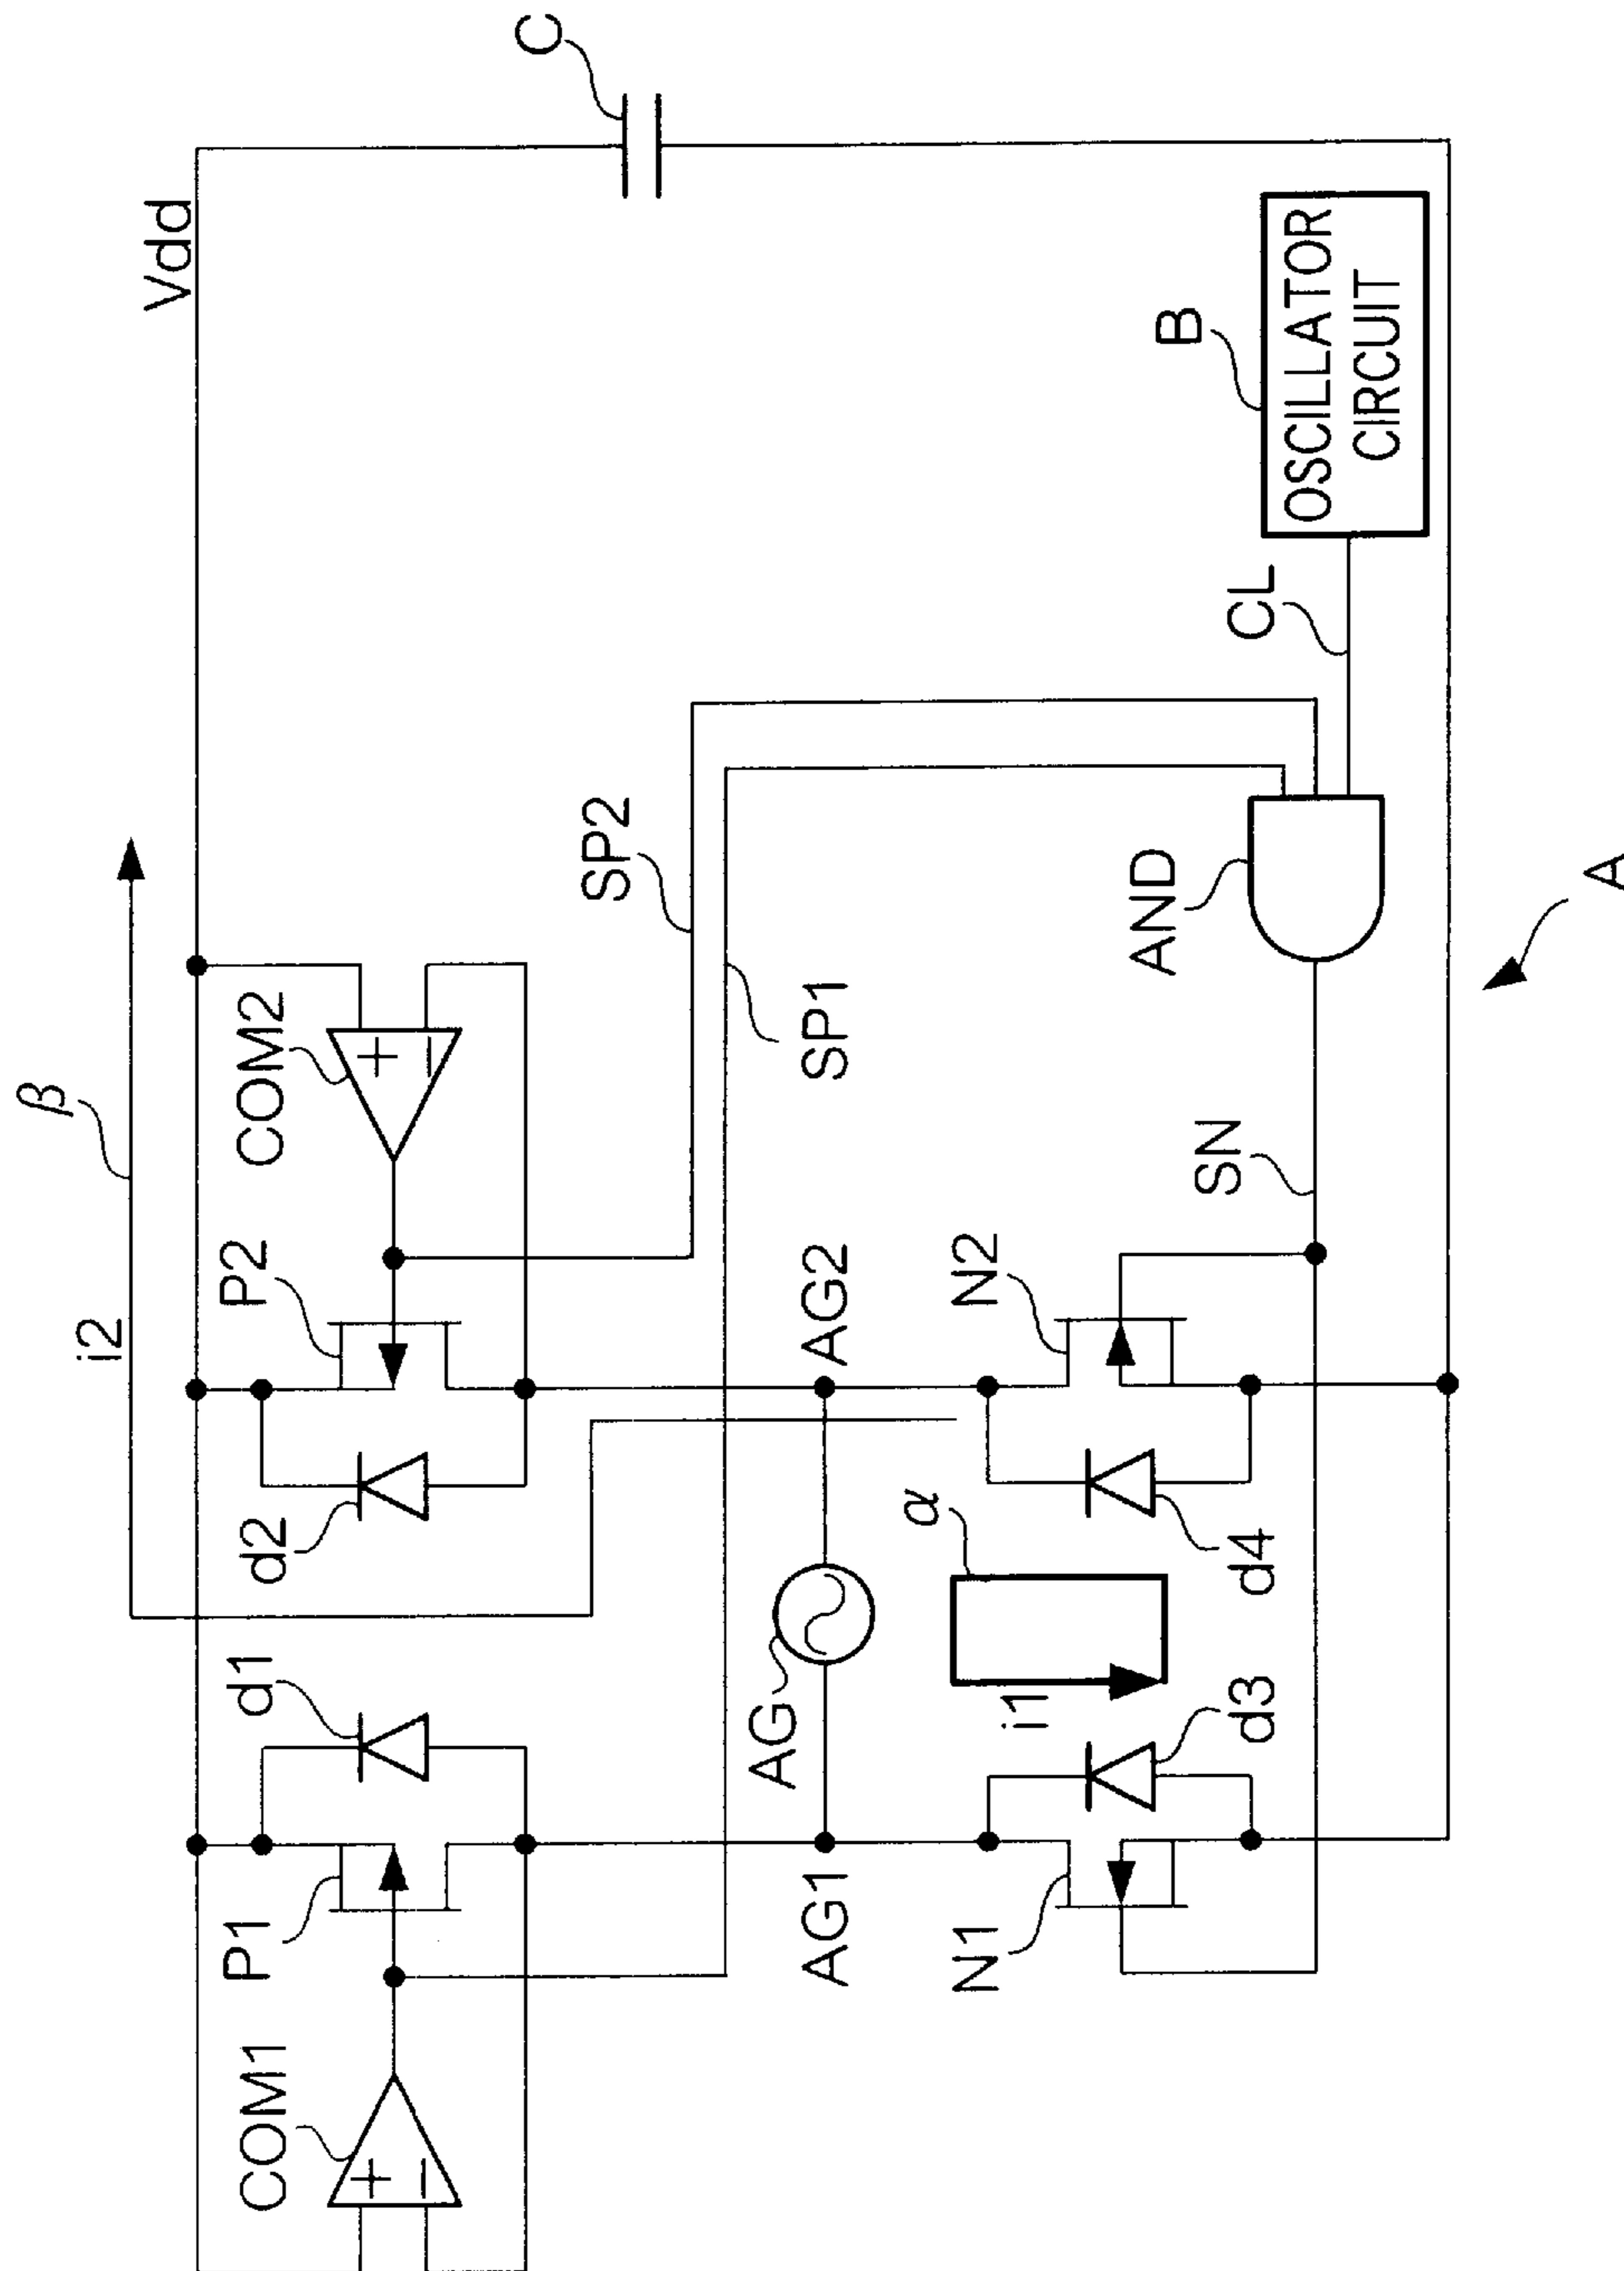 β
i2
Vdd
C
COM1
P1
d1
d2
P2
COM2
+
−
+
−
SP2
SP1
AG
AG1
AG2
N1
i1
α
d3
d4
N2
SN
AND
CL
B
OSCILLATOR
CIRCUIT
A